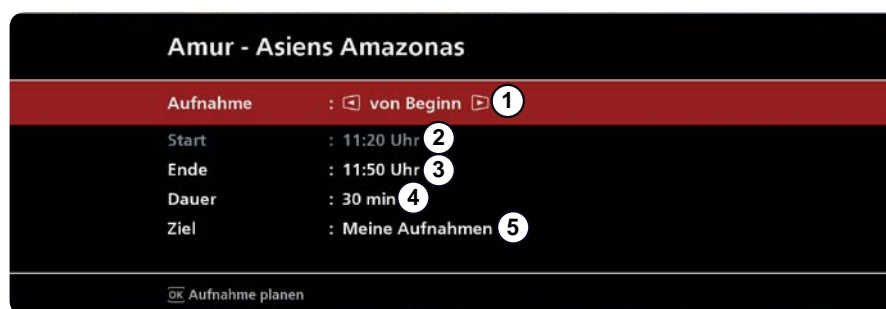 Amur - Asiens Amazonas
Aufnahme : ◁ von Beginn ▷ 1
Start : 11:20 Uhr 2
Ende : 11:50 Uhr 3
Dauer : 30 min 4
Ziel : Meine Aufnahmen 5
OK Aufnahme planen